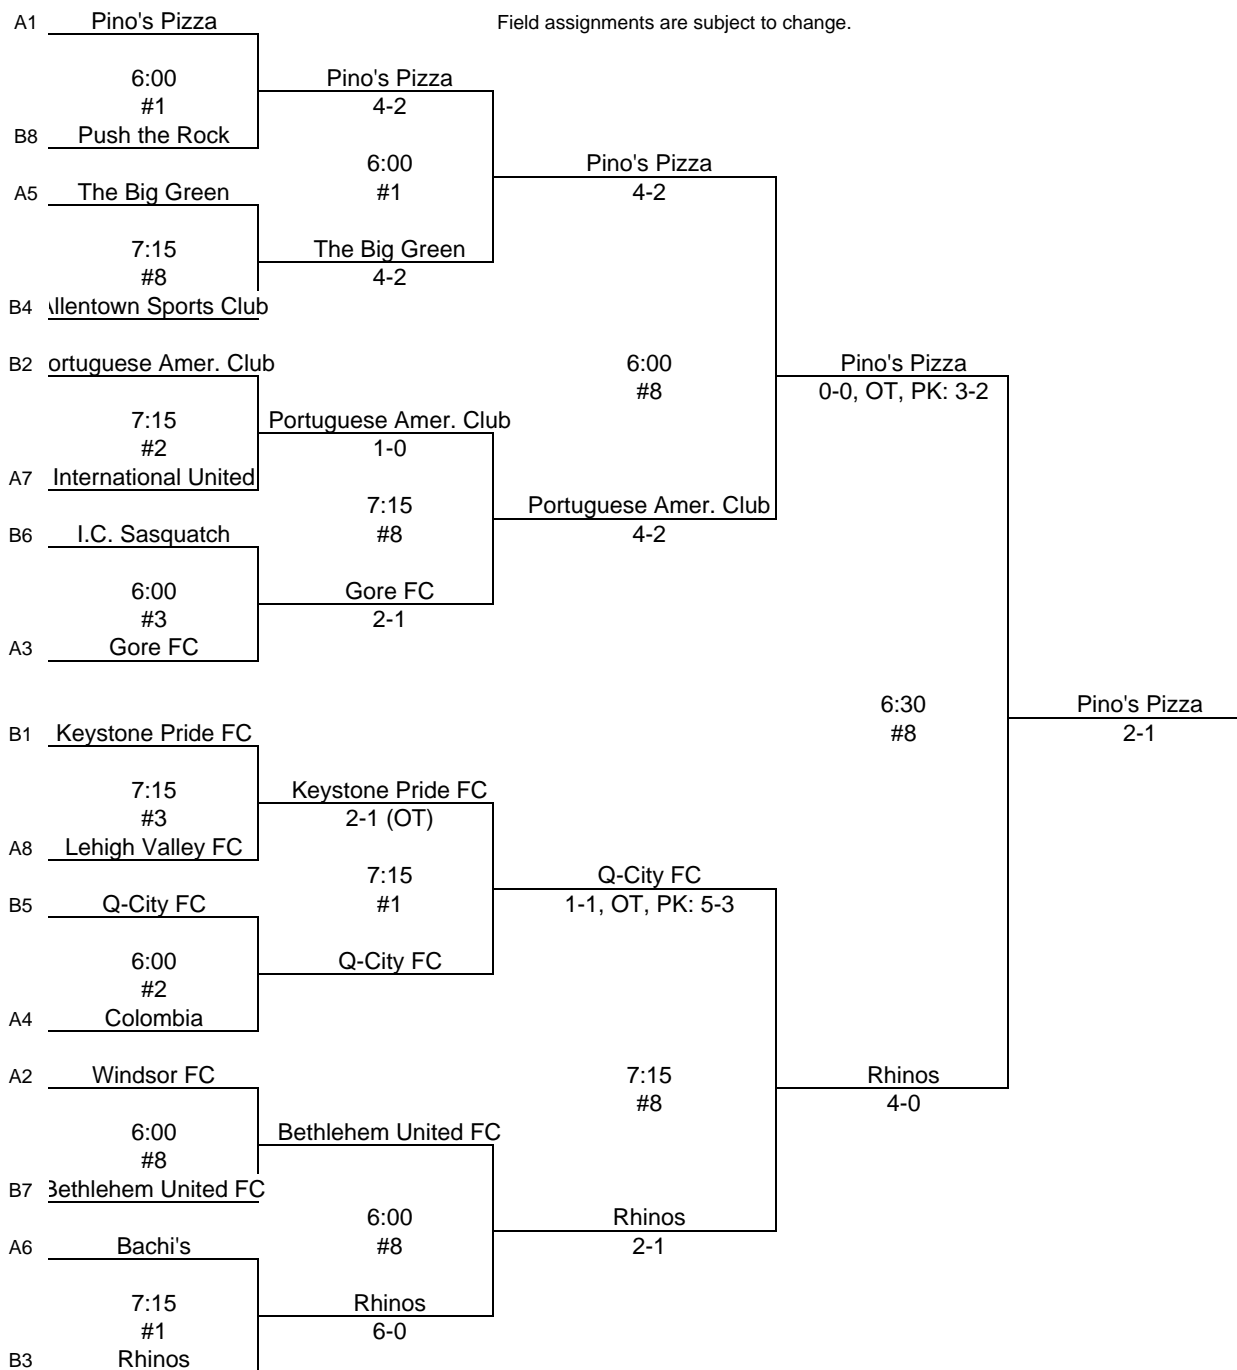 A1 Pino's Pizza Field assignments are subject to change.
6:00 Pino's Pizza
#1 4-2
B8 Push the Rock
6:00 Pino's Pizza
A5 The Big Green #1 4-2
7:15 The Big Green
#8 4-2
B4 llentown Sports Club
B2 ortuguese Amer. Club 6:00 Pino's Pizza
#8 0-0, OT, PK: 3-2
7:15 Portuguese Amer. Club
#2 1-0
A7 International United
7:15 Portuguese Amer. Club
B6 I.C. Sasquatch #8 4-2
6:00 Gore FC
#3 2-1
A3 Gore FC
6:30 Pino's Pizza
B1 Keystone Pride FC #8 2-1
7:15 Keystone Pride FC
#3 2-1 (OT)
A8 Lehigh Valley FC
7:15 Q-City FC
B5 Q-City FC #1 1-1, OT, PK: 5-3
6:00 Q-City FC
#2
A4 Colombia
A2 Windsor FC 7:15 Rhinos
#8 4-0
6:00 Bethlehem United FC
#8
B7 Bethlehem United FC
6:00 Rhinos
A6 Bachi's #8 2-1
7:15 Rhinos
#1 6-0
B3 Rhinos